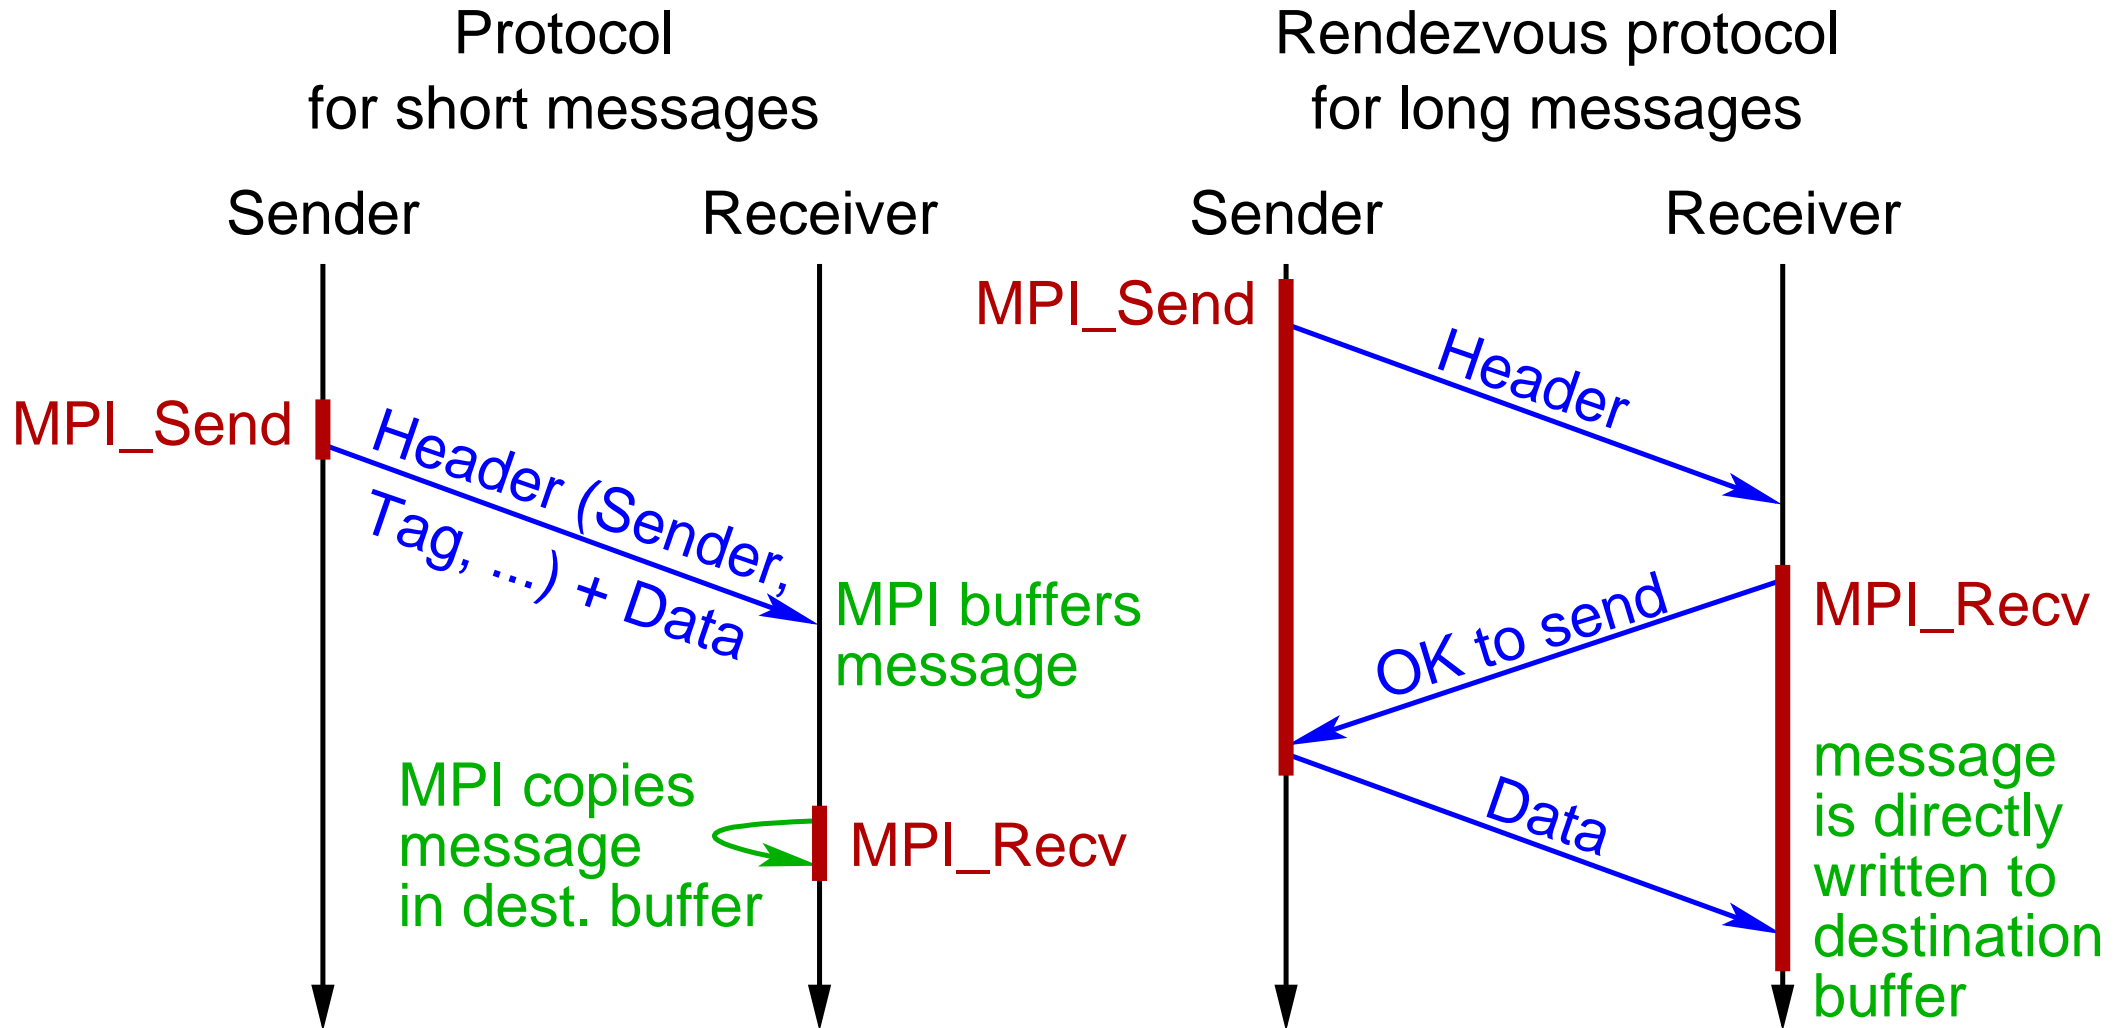 Protocol
for short messages
Sender
Receiver
MPI_Send
Header (Sender,
Tag, ...) + Data
MPI buffers
message
MPI copies
message
in dest. buffer
MPI_Recv
Rendezvous protocol
for long messages
Sender
Receiver
MPI_Send
Header
MPI_Recv
OK to send
Data
message
is directly
written to
destination
buffer